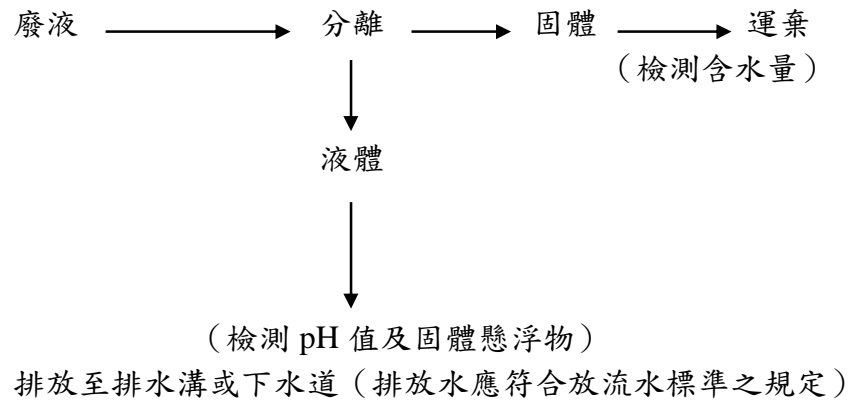 廢液 分離 固體 運棄
（檢測含水量）
液體
（檢測 pH 值及固體懸浮物）
排放至排水溝或下水道（排放水應符合放流水標準之規定）